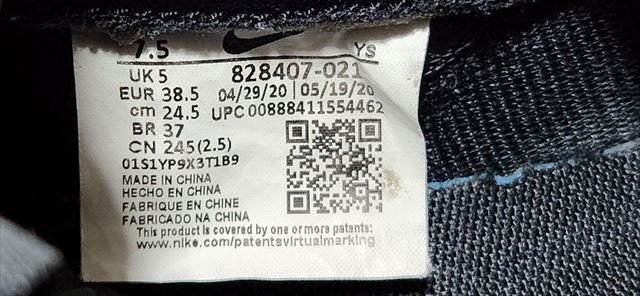 7.5 YS
UK 5 828407-021
EUR 38.5 04/29/20 05/19/20
cm 24.5 UPC 00888411554462
BR 37
CN 245(2.5)
01S1YP9X3T1B9
MADE IN CHINA
HECHO EN CHINA
FABRIQUE EN CHINE
FABRICADO NA CHINA
This product is covered by one or more patents:
www.nike.com/patentsvirtualmarking